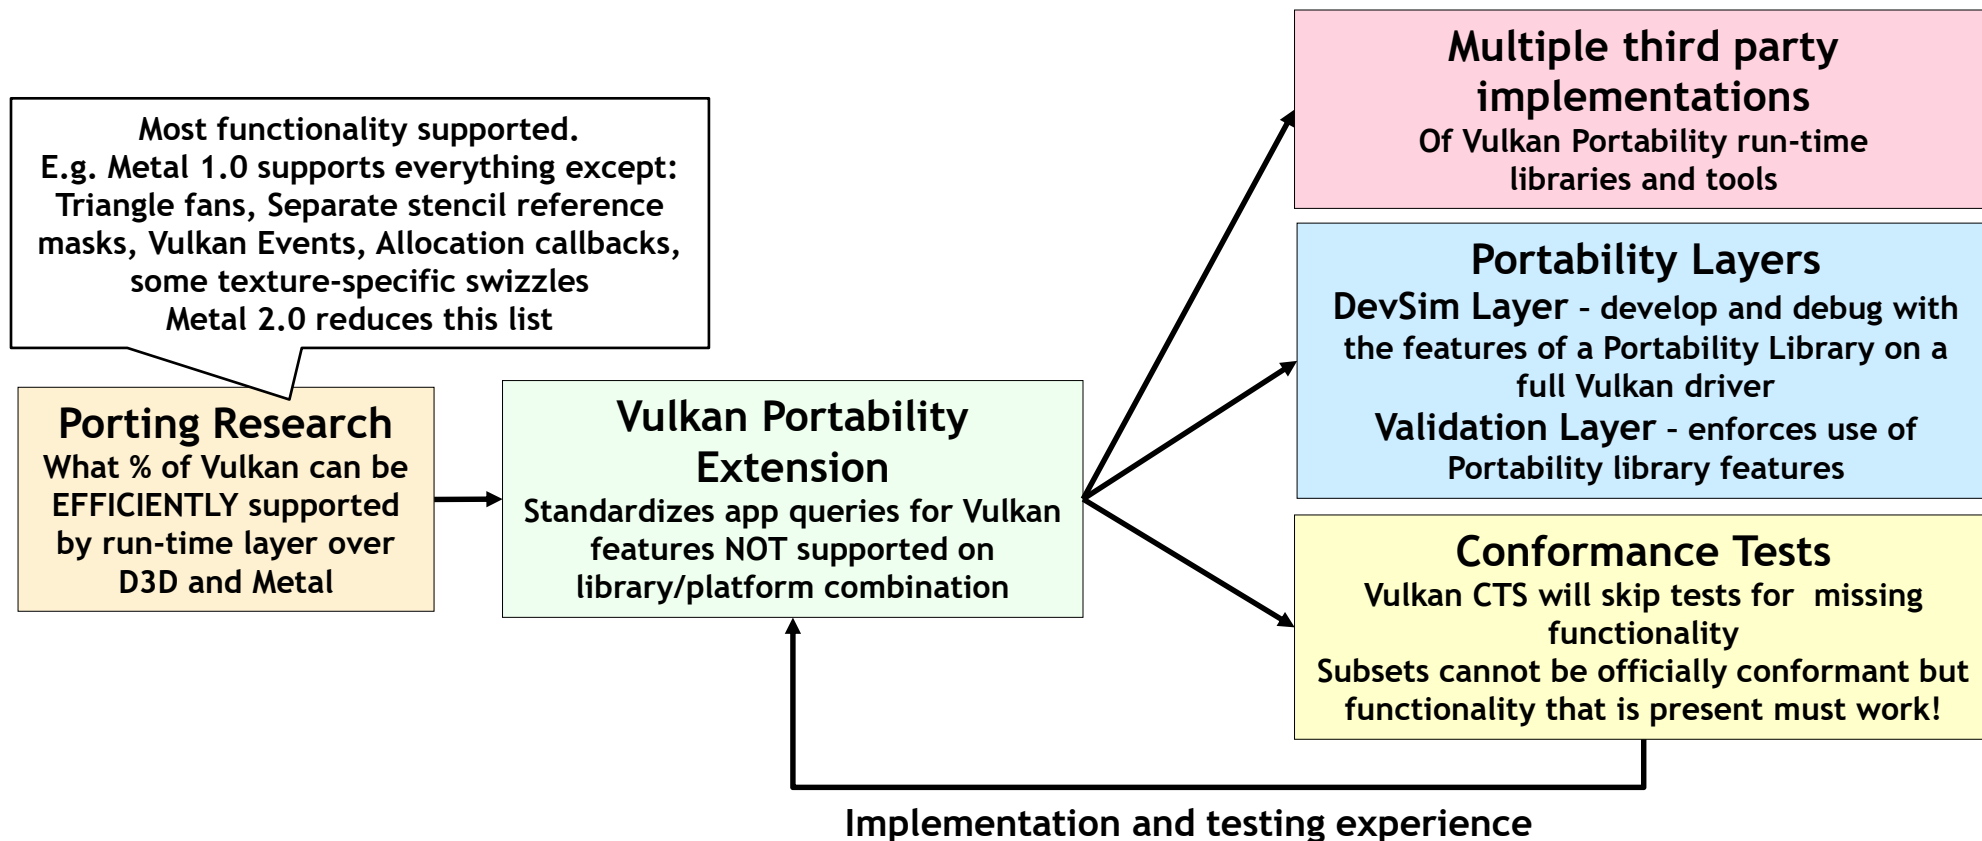 Most functionality supported.
E.g. Metal 1.0 supports everything except:
Triangle fans, Separate stencil reference
masks, Vulkan Events, Allocation callbacks,
some texture-specific swizzles
Metal 2.0 reduces this list
Porting Research
What % of Vulkan can be
EFFICIENTLY supported
by run-time layer over
D3D and Metal
Vulkan Portability
Extension
Standardizes app queries for Vulkan
features NOT supported on
library/platform combination
Multiple third party
implementations
Of Vulkan Portability run-time
libraries and tools
Portability Layers
DevSim Layer – develop and debug with
the features of a Portability Library on a
full Vulkan driver
Validation Layer – enforces use of
Portability library features
Conformance Tests
Vulkan CTS will skip tests for  missing
functionality
Subsets cannot be officially conformant but
functionality that is present must work!
Implementation and testing experience